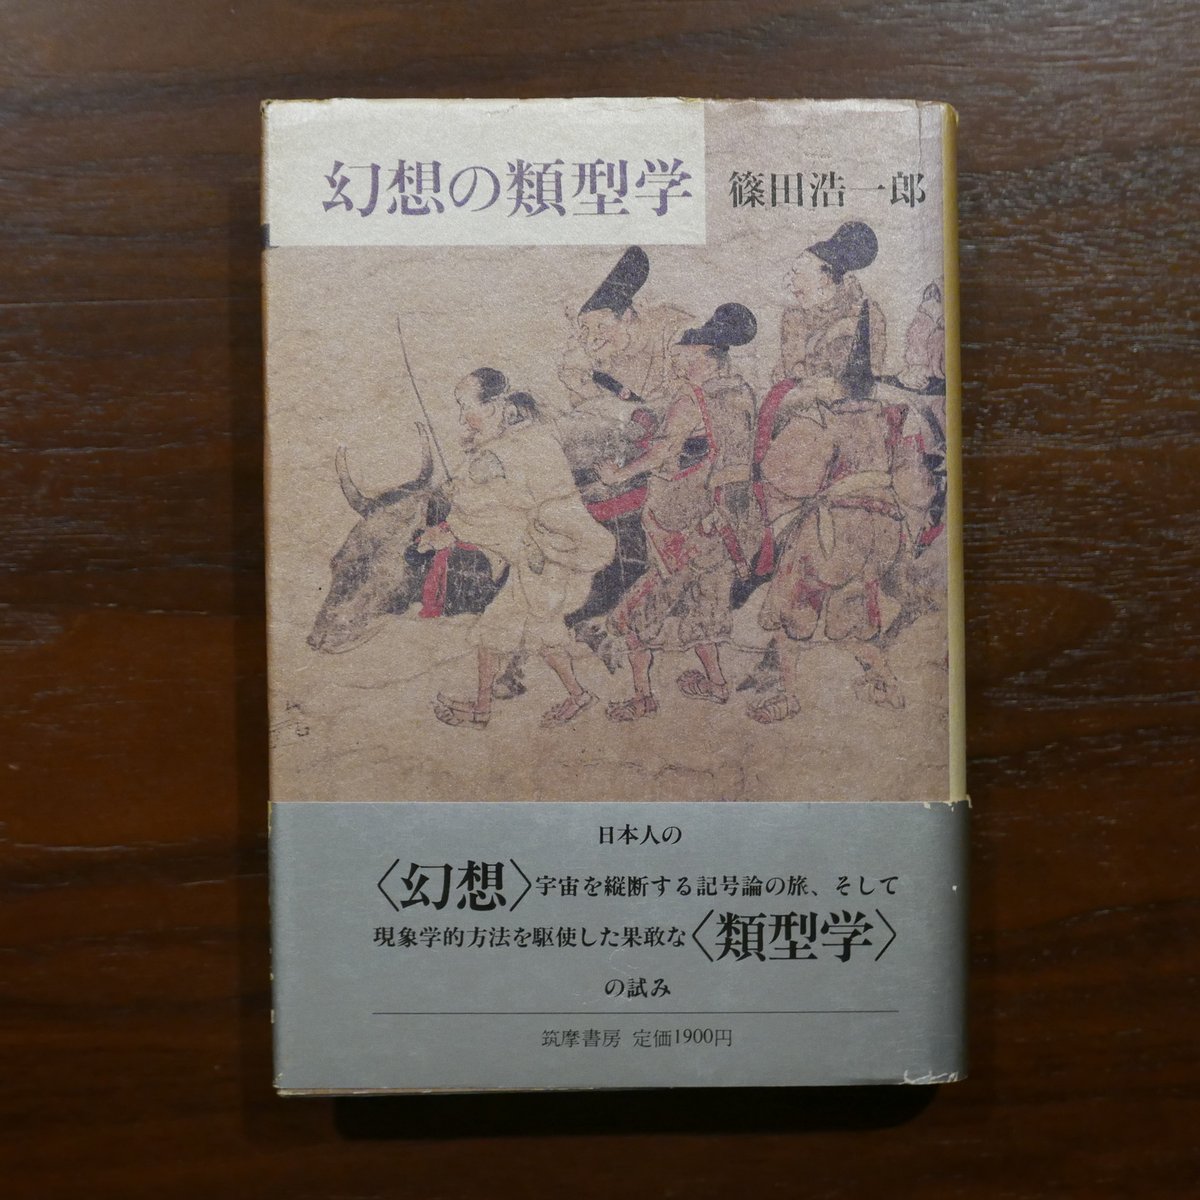 幻想の類型学
篠田浩一郎
日本人の
〈幻想〉宇宙を縦断する記号論の旅、そして
現象学的方法を駆使した果敢な〈類型学〉
の試み
筑摩書房 定価1900円